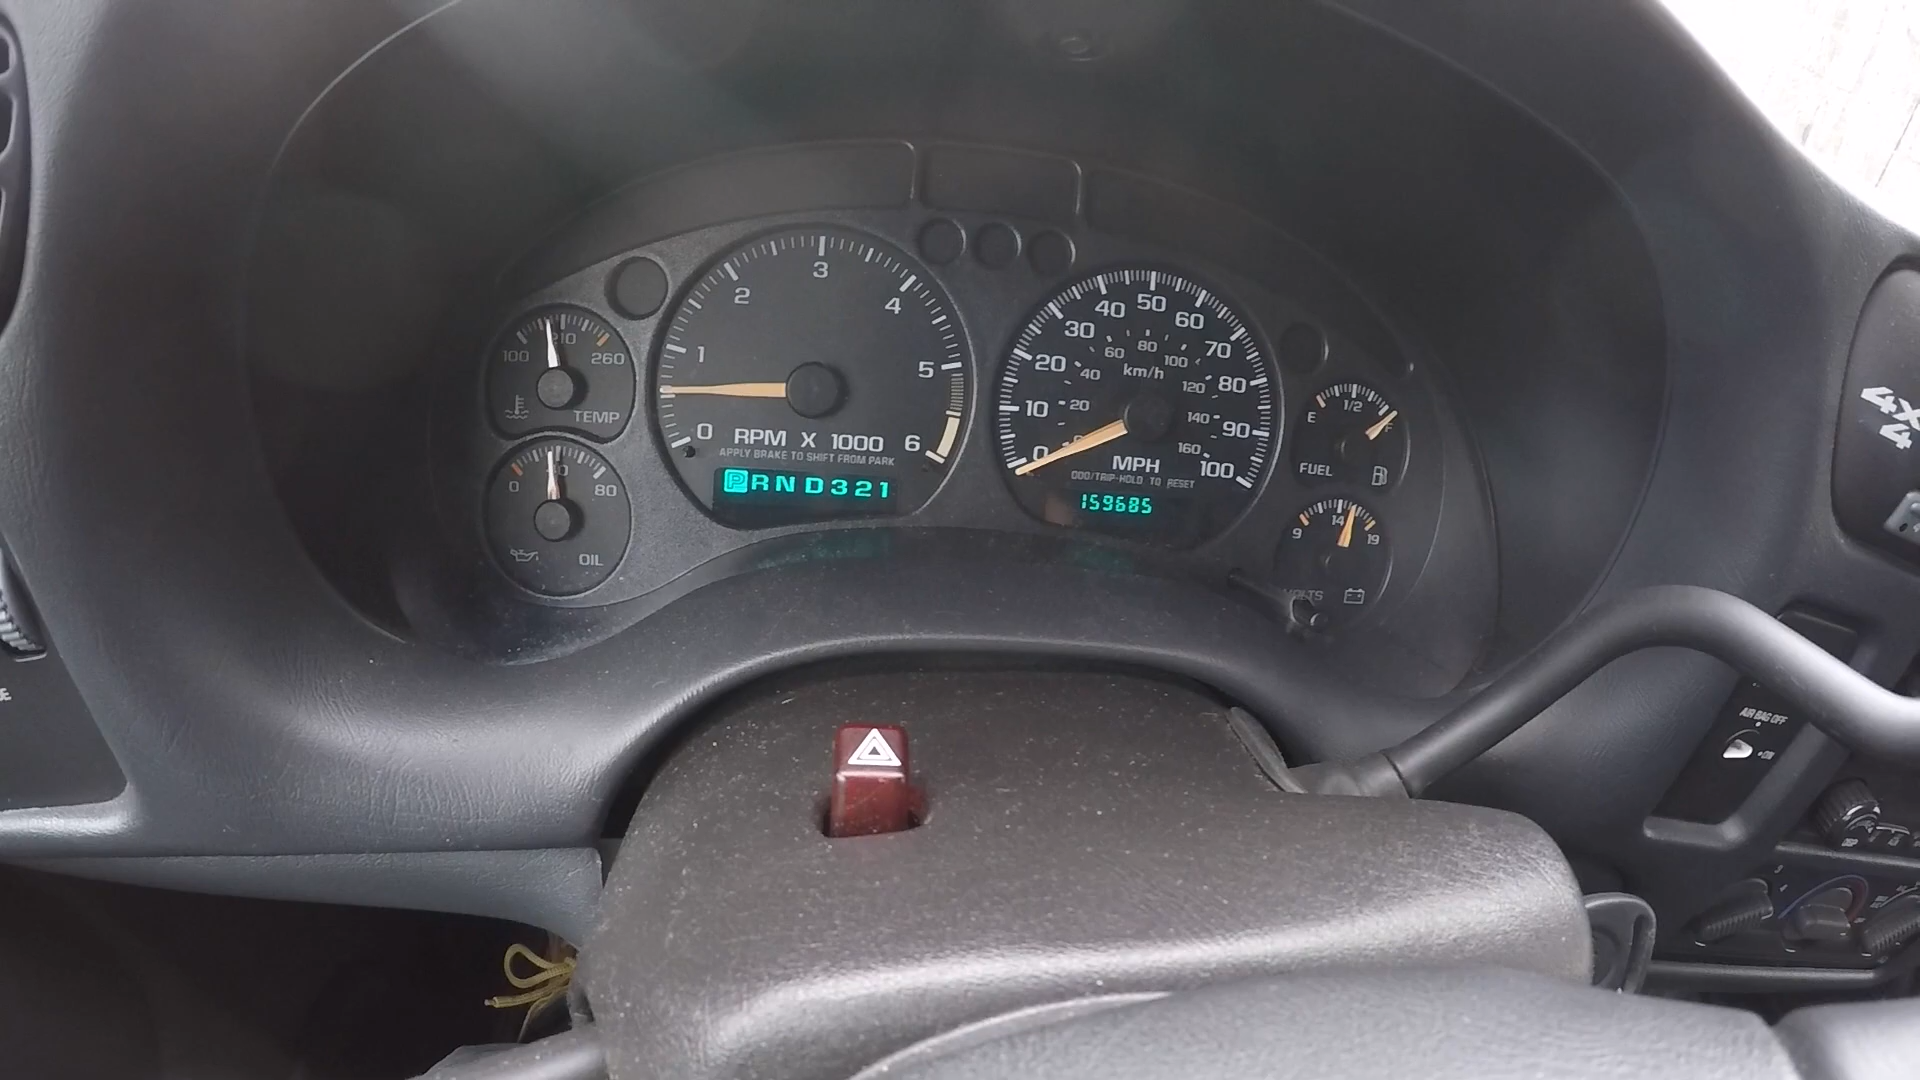 3
2
4
1
5
0
6
RPM X 1000
APPLY BRAKE TO SHIFT FROM PARK
PRND321
100
210
260
TEMP
0
80
OIL
50
40
60
30
70
20
80
10
90
0
100
80
60
100
40
120
20
140
160
km/h
MPH
ODO/TRIP-HOLD TO RESET
159685
E
1/2
F
FUEL
9
14
19
VOLTS
4X4
AIR BAG OFF
ON